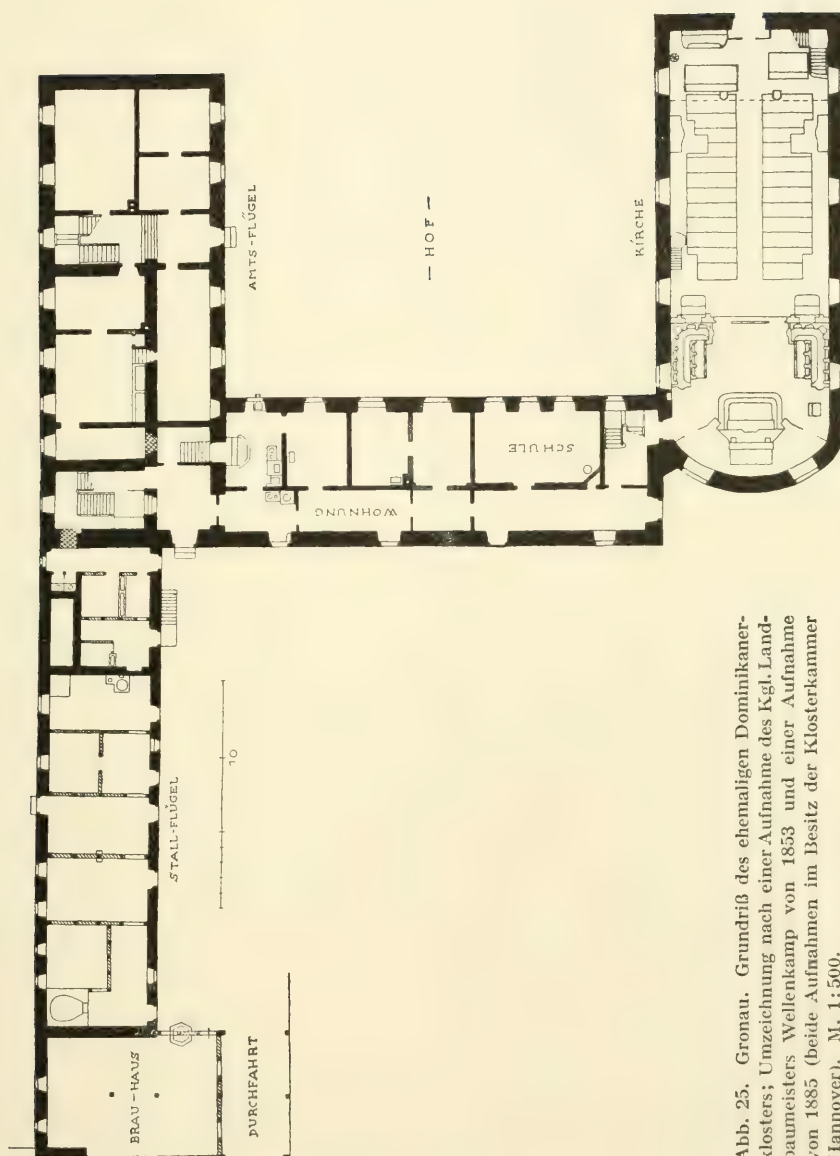 AMTS-FLÜGEL
— HOF —
KIRCHE
SCHULE
WOHNUNG
STALL-FLÜGEL
10
BRAU-HAUS
DURCHFAHRT
Abb. 25. Gronau. Grundriß des ehemaligen Dominikaner-
klosters; Umzeichnung nach einer Aufnahme des Kgl. Land-
baumeisters Wellenkamp von 1853 und einer Aufnahme
von 1885 (beide Aufnahmen im Besitz der Klosterkammer
Hannover). M. 1:500.